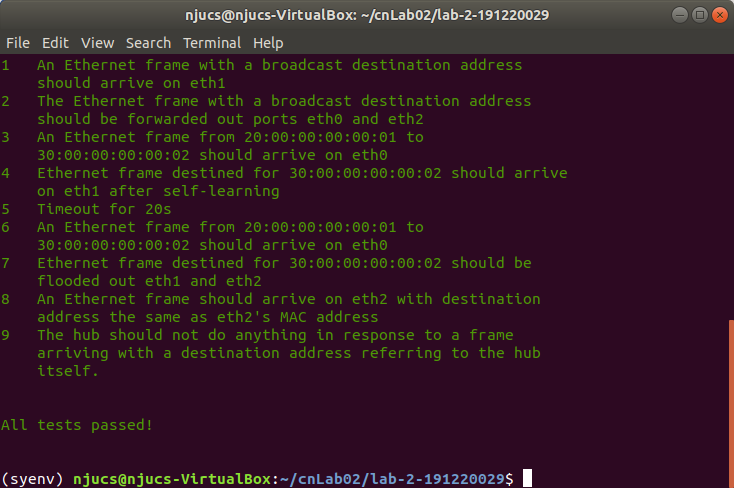 njucs@njucs-VirtualBox: ~/cnLab02/lab-2-191220029
File Edit View Search Terminal Help
1 An Ethernet frame with a broadcast destination address
should arrive on eth1
2 The Ethernet frame with a broadcast destination address
should be forwarded out ports eth0 and eth2
3 An Ethernet frame from 20:00:00:00:00:01 to
30:00:00:00:00:02 should arrive on eth0
4 Ethernet frame destined for 30:00:00:00:00:02 should arrive
on eth1 after self-learning
5 Timeout for 20s
6 An Ethernet frame from 20:00:00:00:00:01 to
30:00:00:00:00:02 should arrive on eth0
7 Ethernet frame destined for 30:00:00:00:00:02 should be
flooded out eth1 and eth2
8 An Ethernet frame should arrive on eth2 with destination
address the same as eth2's MAC address
9 The hub should not do anything in response to a frame
arriving with a destination address referring to the hub
itself.
All tests passed!
(syenv) njucs@njucs-VirtualBox:~/cnLab02/lab-2-191220029$